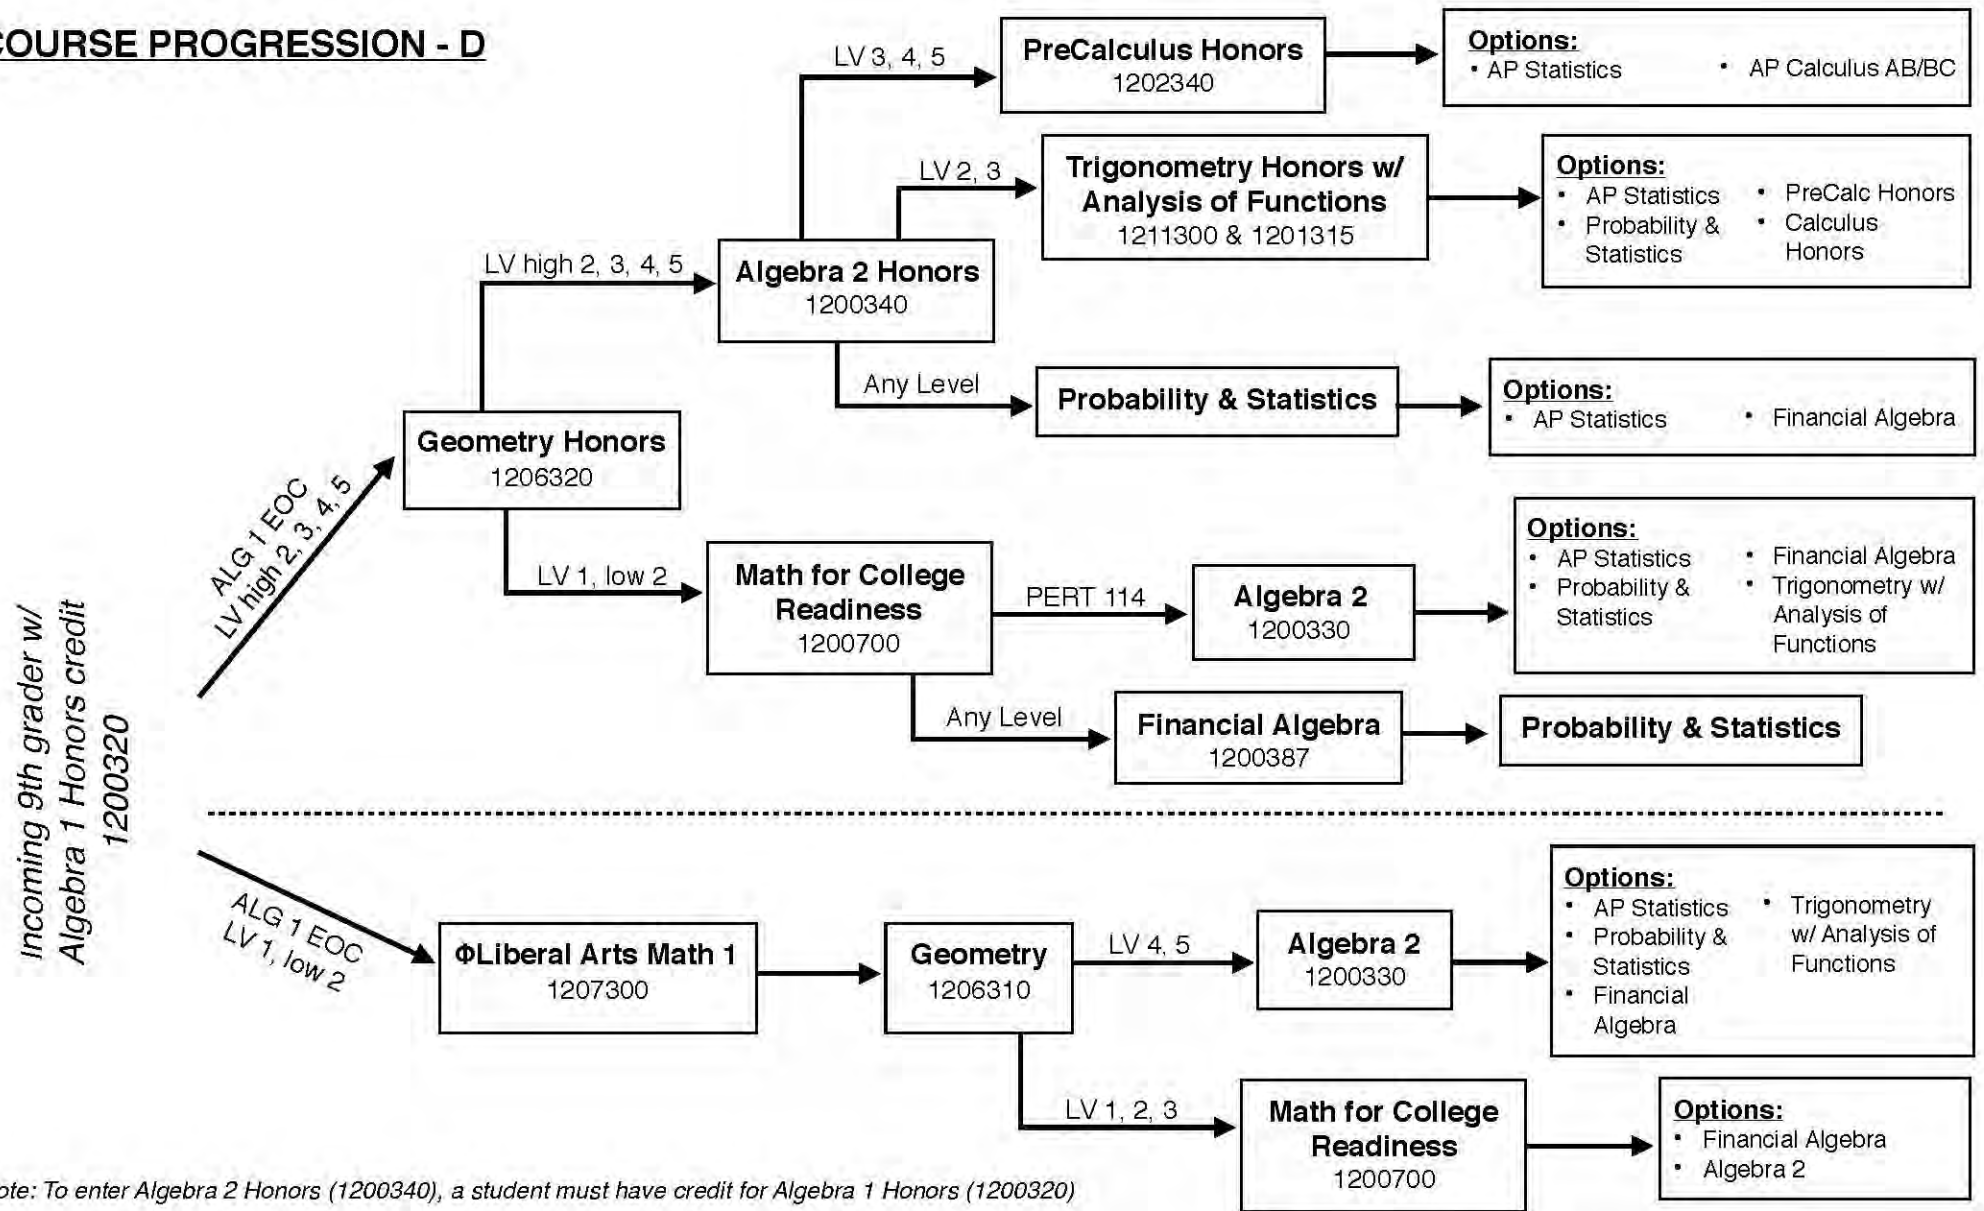 COURSE PROGRESSION - D
Incoming 9th grader w/
Algebra 1 Honors credit
1200320
ALG 1 EOC
LV high 2, 3, 4, 5
Geometry Honors
1206320
LV high 2, 3, 4, 5
Algebra 2 Honors
1200340
LV 3, 4, 5
PreCalculus Honors
1202340
Options:
• AP Statistics
• AP Calculus AB/BC
LV 2, 3
Trigonometry Honors w/
Analysis of Functions
1211300 & 1201315
Options:
• AP Statistics
• Probability &
Statistics
• PreCalc Honors
• Calculus
Honors
Any Level
Probability & Statistics
Options:
• AP Statistics
• Financial Algebra
LV 1, low 2
Math for College
Readiness
1200700
PERT 114
Algebra 2
1200330
Options:
• AP Statistics
• Probability &
Statistics
• Financial Algebra
• Trigonometry w/
Analysis of
Functions
Any Level
Financial Algebra
1200387
Probability & Statistics
ALG 1 EOC
LV 1, low 2
ΦLiberal Arts Math 1
1207300
Geometry
1206310
LV 4, 5
Algebra 2
1200330
Options:
• AP Statistics
• Probability &
Statistics
• Financial
Algebra
• Trigonometry
w/ Analysis of
Functions
LV 1, 2, 3
Math for College
Readiness
1200700
Options:
• Financial Algebra
• Algebra 2
ote: To enter Algebra 2 Honors (1200340), a student must have credit for Algebra 1 Honors (1200320)